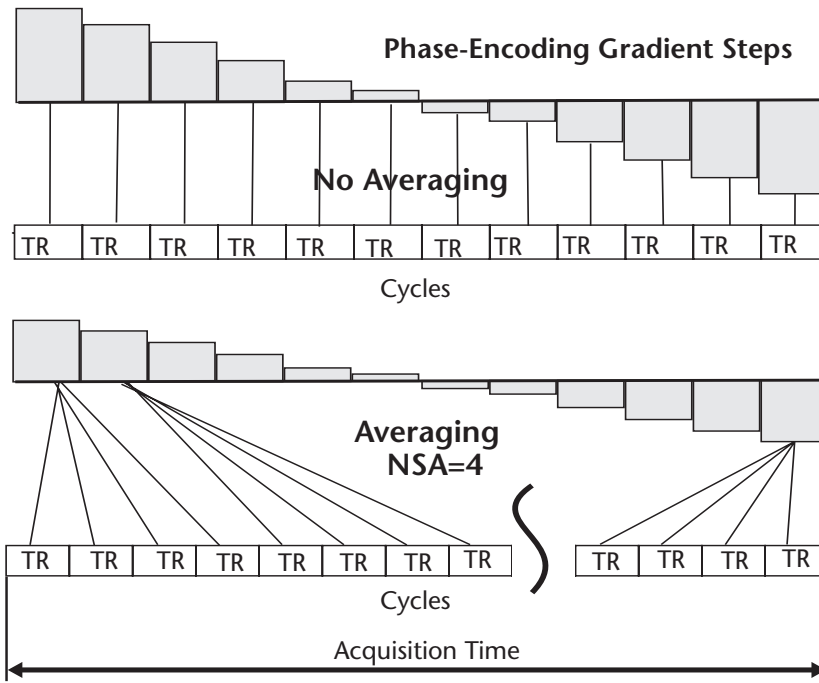 Phase-Encoding Gradient Steps
No Averaging
TR TR TR TR TR TR TR TR TR TR TR TR
Cycles
Averaging
NSA=4
TR TR TR TR TR TR TR TR TR TR TR TR
Cycles
Acquisition Time